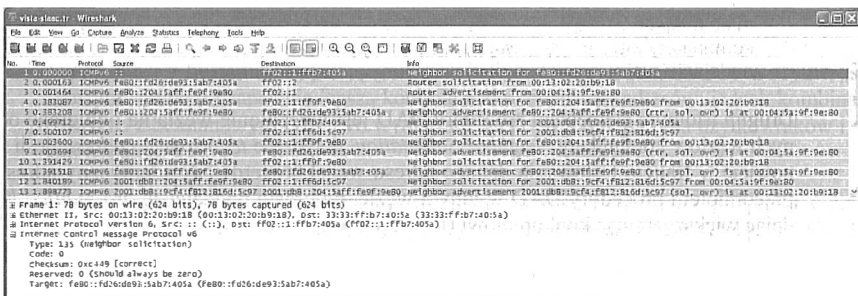 vista-slaac.tr - Wireshark
File Edit View Go Capture Analyze Statistics Telephony Tools Help
No. Time Protocol Source Destination Info
1 0.000000 ICMPv6 :: ff02::1:ffb7:405a Neighbor solicitation for fe80::fd26:de93:5ab7:405a
2 0.000163 ICMPv6 fe80::fd26:de93:5ab7:405a ff02::2 Router solicitation from 00:13:02:20:b9:18
3 0.001464 ICMPv6 fe80::204:5aff:fe9f:9e80 ff02::1 Router advertisement from 00:04:5a:9f:9e:80
4 0.383087 ICMPv6 fe80::fd26:de93:5ab7:405a ff02::1:ff9f:9e80 Neighbor solicitation for fe80::204:5aff:fe9f:9e80 from 00:13:02:20:b9:18
5 0.383208 ICMPv6 fe80::204:5aff:fe9f:9e80 fe80::fd26:de93:5ab7:405a Neighbor advertisement fe80::204:5aff:fe9f:9e80 (rtr, sol, ovr) is at 00:04:5a:9f:9e:80
6 0.499712 ICMPv6 :: ff02::1:ffb7:405a Neighbor solicitation for fe80::fd26:de93:5ab7:405a
7 0.500107 ICMPv6 :: ff02::1:ff6d:5c97 Neighbor solicitation for 2001:db8::9cf4:f812:816d:5c97
8 1.003600 ICMPv6 fe80::fd26:de93:5ab7:405a ff02::1:ff9f:9e80 Neighbor solicitation for fe80::204:5aff:fe9f:9e80 from 00:13:02:20:b9:18
9 1.003694 ICMPv6 fe80::204:5aff:fe9f:9e80 fe80::fd26:de93:5ab7:405a Neighbor advertisement fe80::204:5aff:fe9f:9e80 (rtr, sol, ovr) is at 00:04:5a:9f:9e:80
10 1.391429 ICMPv6 fe80::fd26:de93:5ab7:405a ff02::1:ff9f:9e80 Neighbor solicitation for fe80::204:5aff:fe9f:9e80 from 00:13:02:20:b9:18
11 1.391518 ICMPv6 fe80::204:5aff:fe9f:9e80 fe80::fd26:de93:5ab7:405a Neighbor advertisement fe80::204:5aff:fe9f:9e80 (rtr, sol, ovr) is at 00:04:5a:9f:9e:80
12 1.840189 ICMPv6 2001:db8::204:5aff:fe9f:9e80 ff02::1:ff6d:5c97 Neighbor solicitation for 2001:db8::9cf4:f812:816d:5c97 from 00:04:5a:9f:9e:80
13 1.898773 ICMPv6 2001:db8::9cf4:f812:816d:5c97 2001:db8::204:5aff:fe9f:9e80 Neighbor advertisement 2001:db8::9cf4:f812:816d:5c97 (sol, ovr) is at 00:13:02:20:b9:18
Frame 1: 78 bytes on wire (624 bits), 78 bytes captured (624 bits)
Ethernet II, Src: 00:13:02:20:b9:18 (00:13:02:20:b9:18), Dst: 33:33:ff:b7:40:5a (33:33:ff:b7:40:5a)
Internet Protocol Version 6, Src: :: (::), Dst: ff02::1:ffb7:405a (ff02::1:ffb7:405a)
Internet Control Message Protocol v6
Type: 135 (Neighbor solicitation)
Code: 0
Checksum: 0xc449 [correct]
Reserved: 0 (Should always be zero)
Target: fe80::fd26:de93:5ab7:405a (fe80::fd26:de93:5ab7:405a)